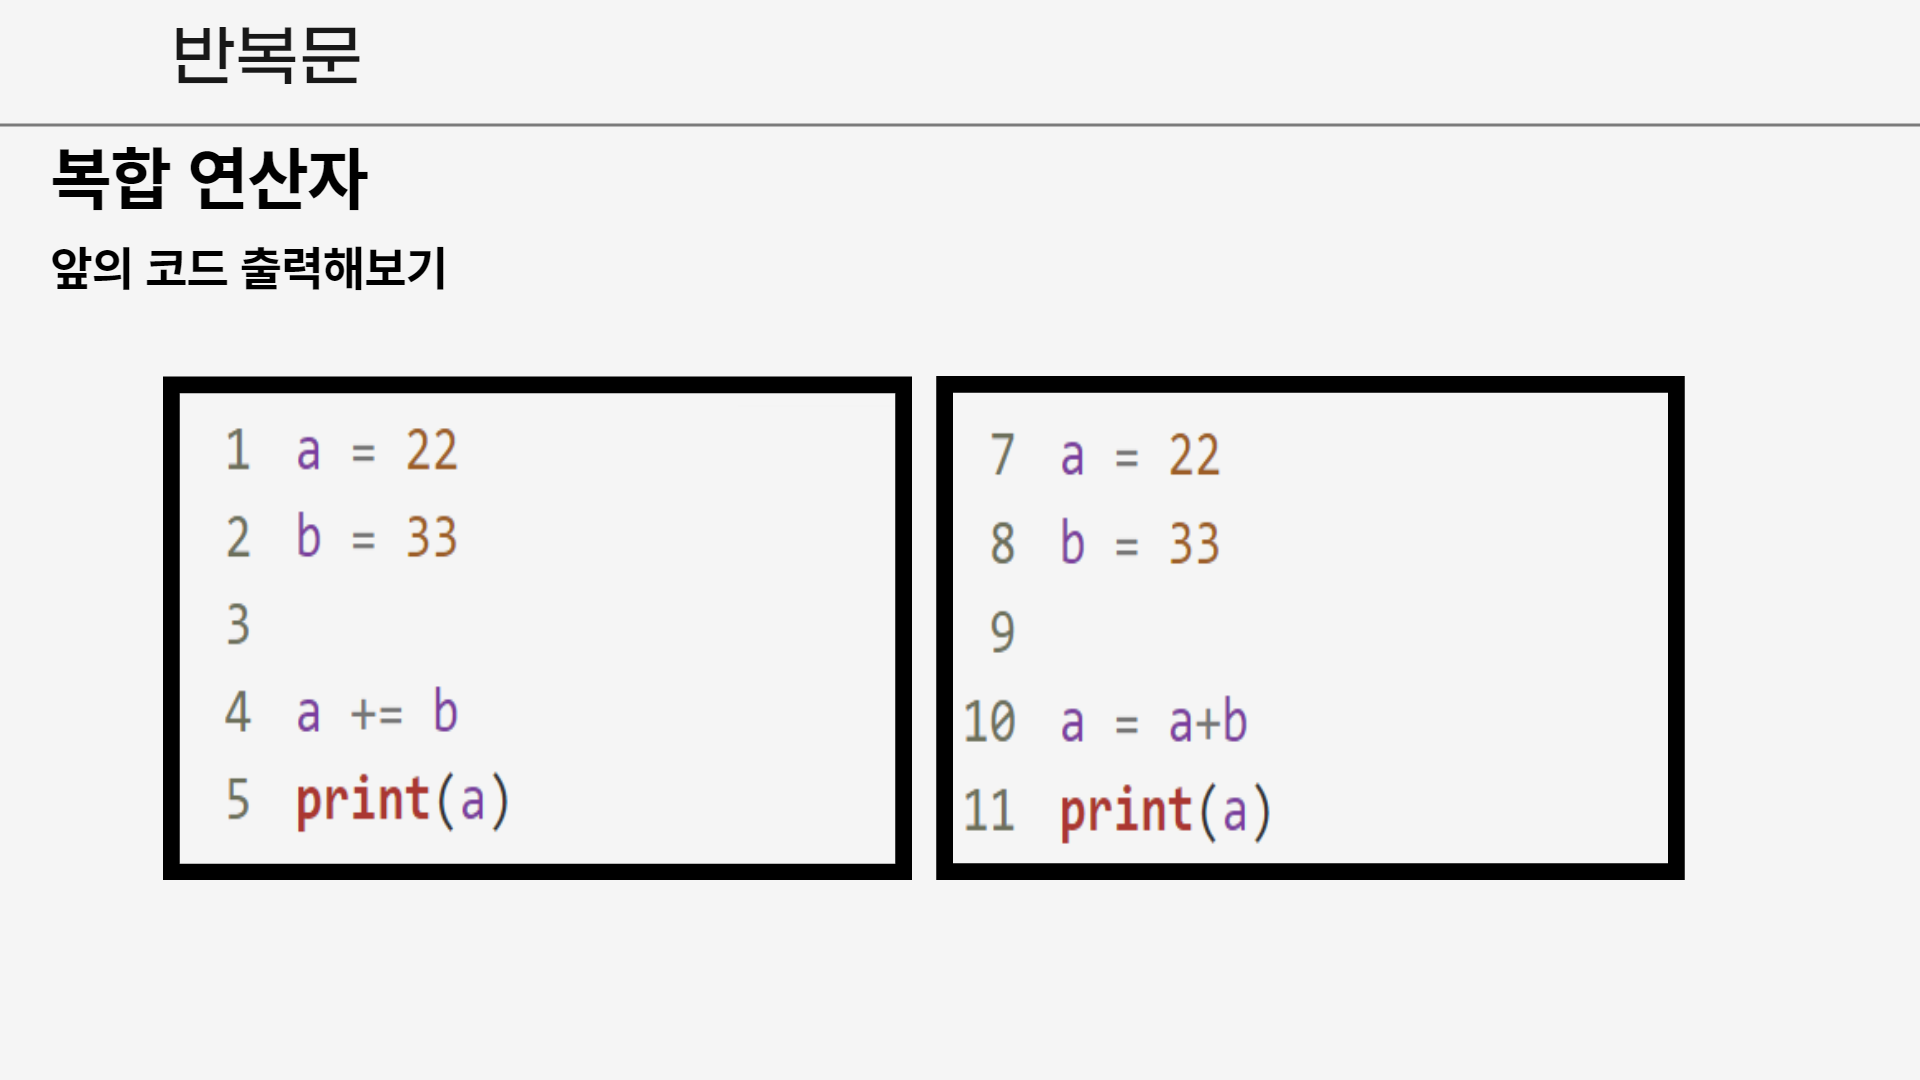 반복문
복합 연산자
앞의 코드 출력해보기
1 a = 22
2 b = 33
3
4 a += b
5 print(a)
7 a = 22
8 b = 33
9
10 a = a+b
11 print(a)